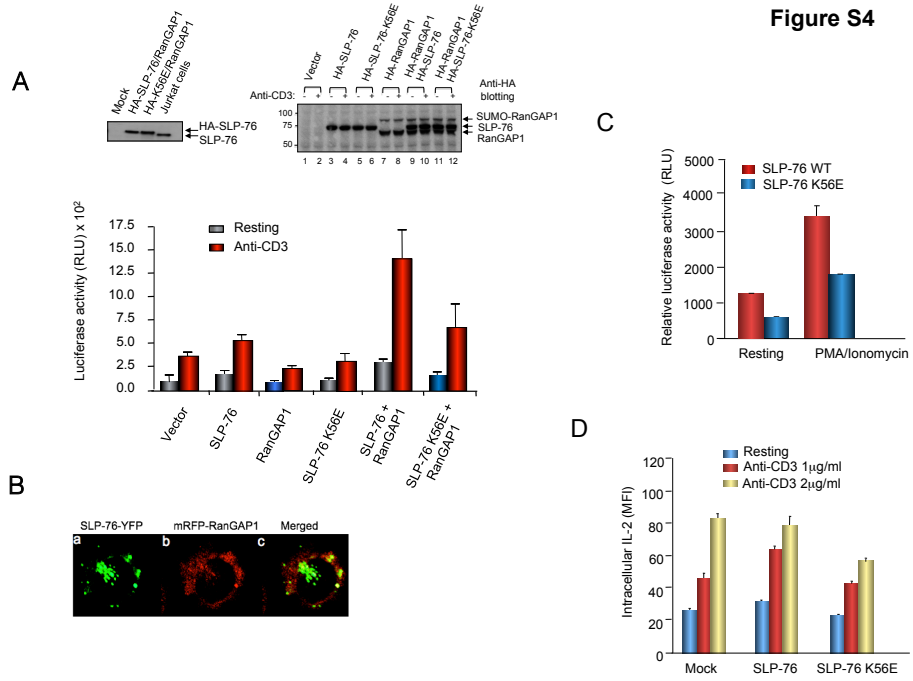 Figure S4
A
Mock
HA-SLP-76/RanGAP1
HA-K56E/RanGAP1
Jurkat cells
HA-SLP-76
SLP-76
Vector
HA-SLP-76
HA-SLP-76-K56E
HA-RanGAP1
HA-RanGAP1
HA-SLP-76
HA-RanGAP1
HA-SLP-76-K56E
Anti-HA
blotting
Anti-CD3: - + - + - + - + - + - +
100
75
50
SUMO-RanGAP1
SLP-76
RanGAP1
1 2 3 4 5 6 7 8 9 10 11 12
Luciferase activity (RLU) x 10²
17.5
15.0
12.5
10.0
7.5
5.0
2.5
0.0
Resting
Anti-CD3
Vector
SLP-76
RanGAP1
SLP-76 K56E
SLP-76 +
RanGAP1
SLP-76 K56E +
RanGAP1
B
SLP-76-YFP
mRFP-RanGAP1
Merged
a
b
c
C
Relative luciferase activity (RLU)
5000
4000
3000
2000
1000
0
SLP-76 WT
SLP-76 K56E
Resting
PMA/Ionomycin
D
Intracellular IL-2 (MFI)
120
100
80
60
40
20
0
Resting
Anti-CD3 1µg/ml
Anti-CD3 2µg/ml
Mock
SLP-76
SLP-76 K56E